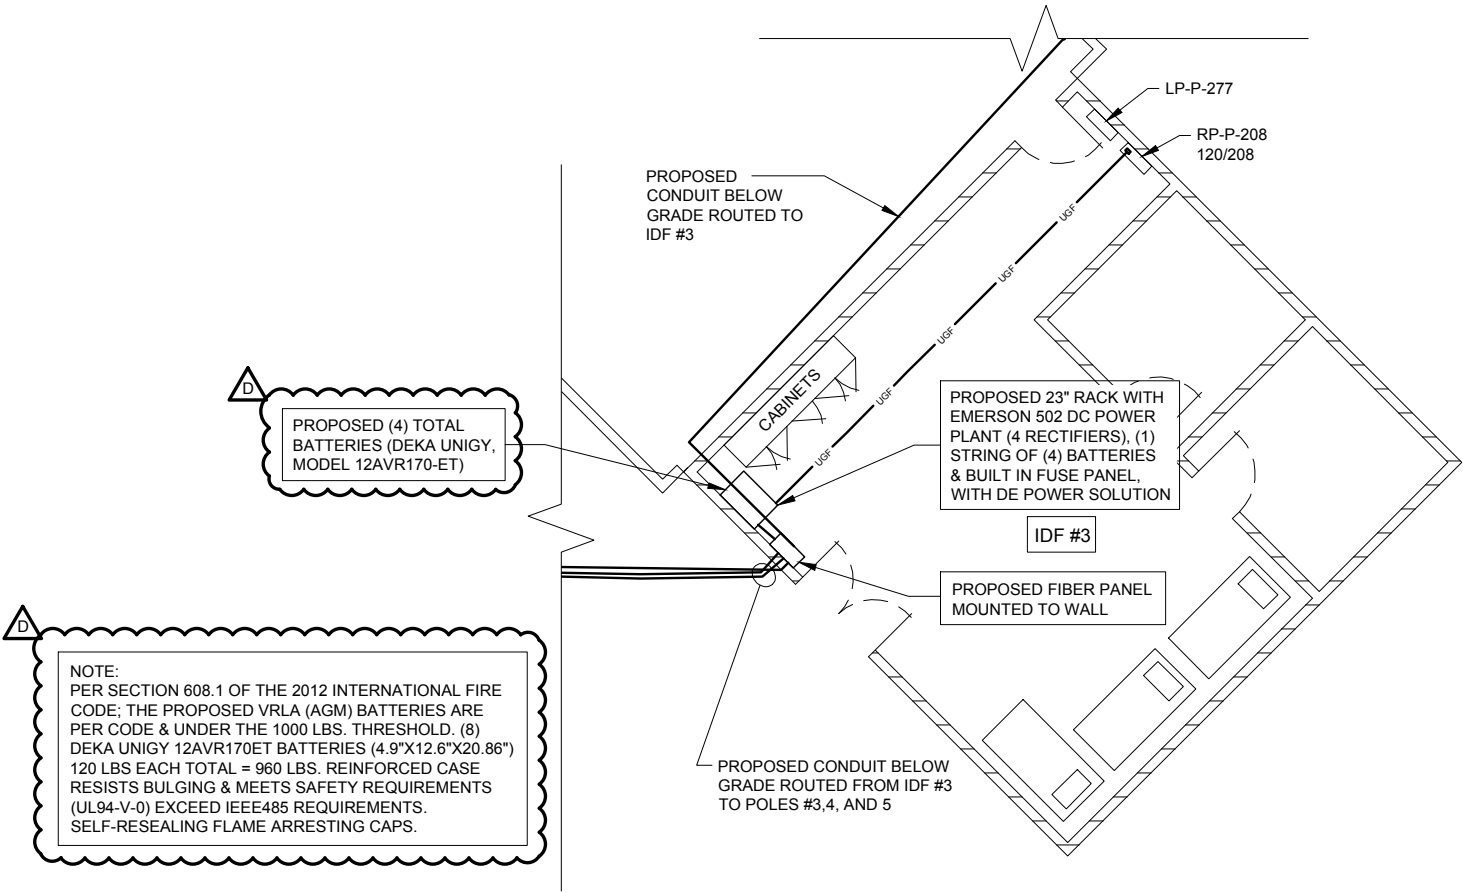 LP-P-277
RP-P-208
120/208
PROPOSED
CONDUIT BELOW
GRADE ROUTED TO
IDF #3
UGF
UGF
UGF
UGF
UGF
CABINETS
D
PROPOSED (4) TOTAL
BATTERIES (DEKA UNIGY,
MODEL 12AVR170-ET)
PROPOSED 23" RACK WITH
EMERSON 502 DC POWER
PLANT (4 RECTIFIERS), (1)
STRING OF (4) BATTERIES
& BUILT IN FUSE PANEL,
WITH DE POWER SOLUTION
IDF #3
PROPOSED FIBER PANEL
MOUNTED TO WALL
D
NOTE:
PER SECTION 608.1 OF THE 2012 INTERNATIONAL FIRE
CODE; THE PROPOSED VRLA (AGM) BATTERIES ARE
PER CODE & UNDER THE 1000 LBS. THRESHOLD. (8)
DEKA UNIGY 12AVR170ET BATTERIES (4.9"X12.6"X20.86")
120 LBS EACH TOTAL = 960 LBS. REINFORCED CASE
RESISTS BULGING & MEETS SAFETY REQUIREMENTS
(UL94-V-0) EXCEED IEEE485 REQUIREMENTS.
SELF-RESEALING FLAME ARRESTING CAPS.
PROPOSED CONDUIT BELOW
GRADE ROUTED FROM IDF #3
TO POLES #3,4, AND 5